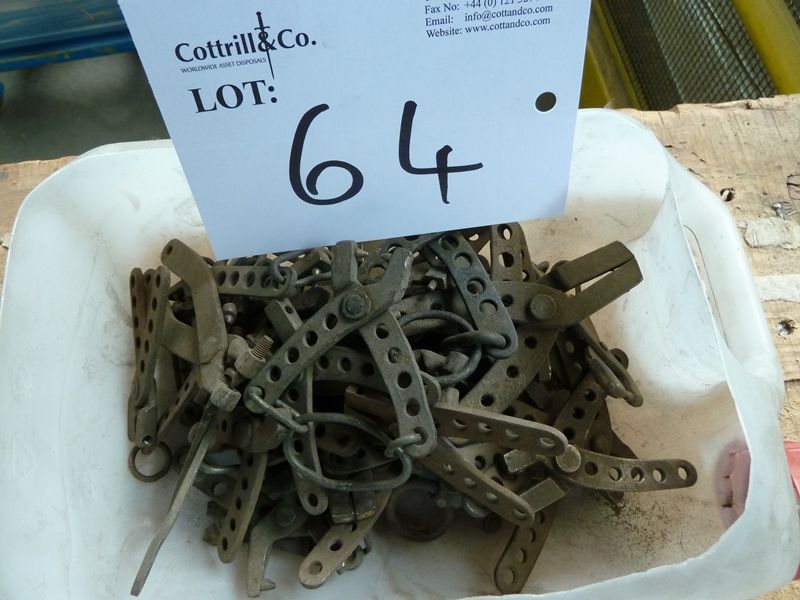 Cottrill&Co.
WORLDWIDE ASSET DISPOSALS
Fax No: +44 (0) 121
Email: info@cottandco.com
Website: www.cottandco.com
LOT:
64